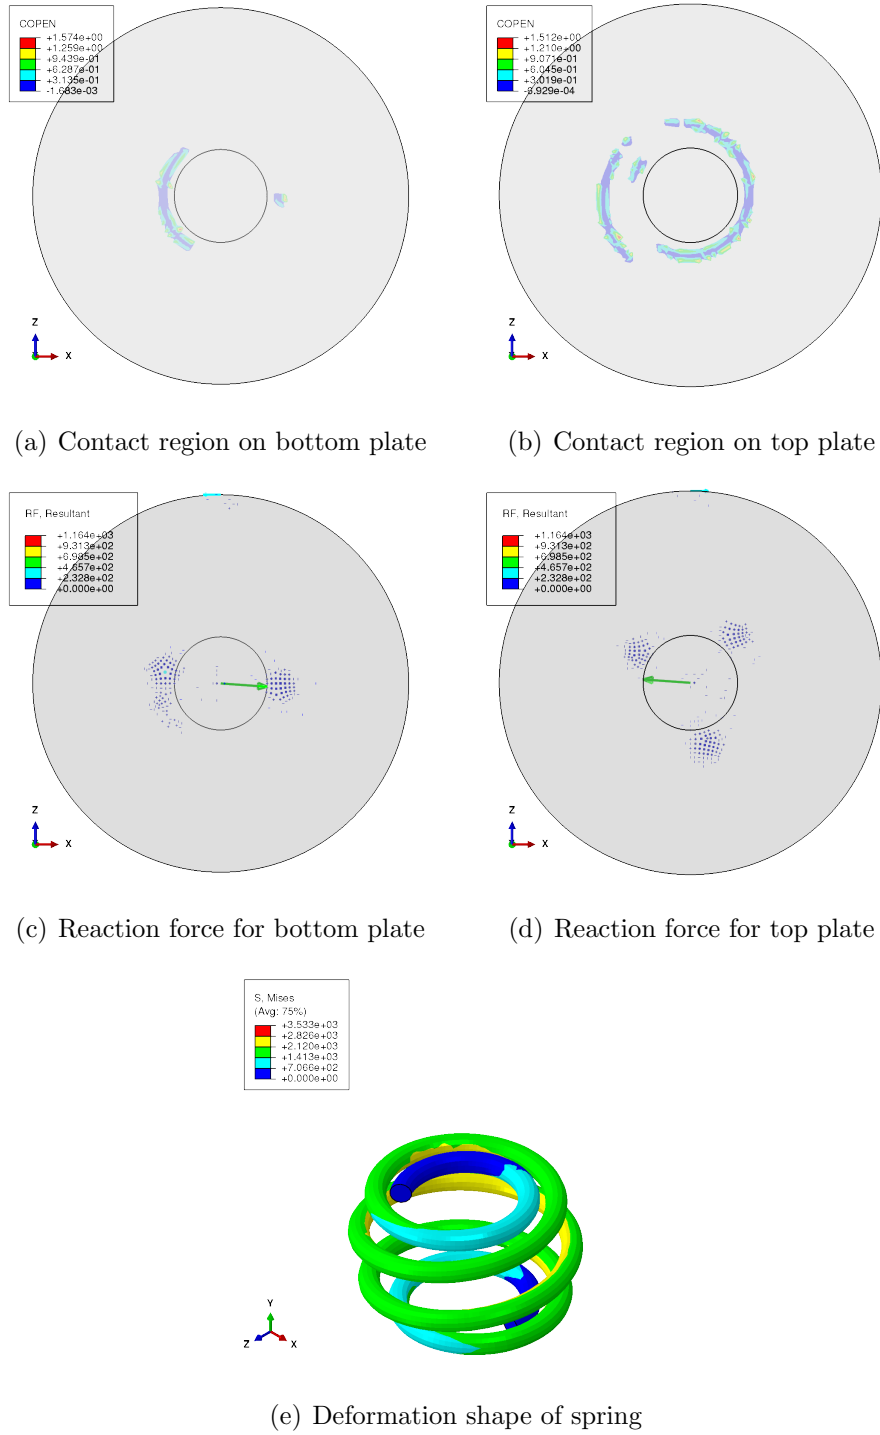 COPEN
+1.574e+00
+1.259e+00
+9.439e-01
+6.287e-01
+3.135e-01
-1.683e-03
Z
X
(a) Contact region on bottom plate
COPEN
+1.512e+00
+1.210e+00
+9.071e-01
+6.045e-01
+3.019e-01
-6.929e-04
Z
X
(b) Contact region on top plate
RF, Resultant
+1.164e+03
+9.313e+02
+6.985e+02
+4.657e+02
+2.328e+02
+0.000e+00
Z
X
(c) Reaction force for bottom plate
RF, Resultant
+1.164e+03
+9.313e+02
+6.985e+02
+4.657e+02
+2.328e+02
+0.000e+00
Z
X
(d) Reaction force for top plate
S, Mises
(Avg: 75%)
+3.533e+03
+2.826e+03
+2.120e+03
+1.413e+03
+7.066e+02
+0.000e+00
Y
Z
X
(e) Deformation shape of spring